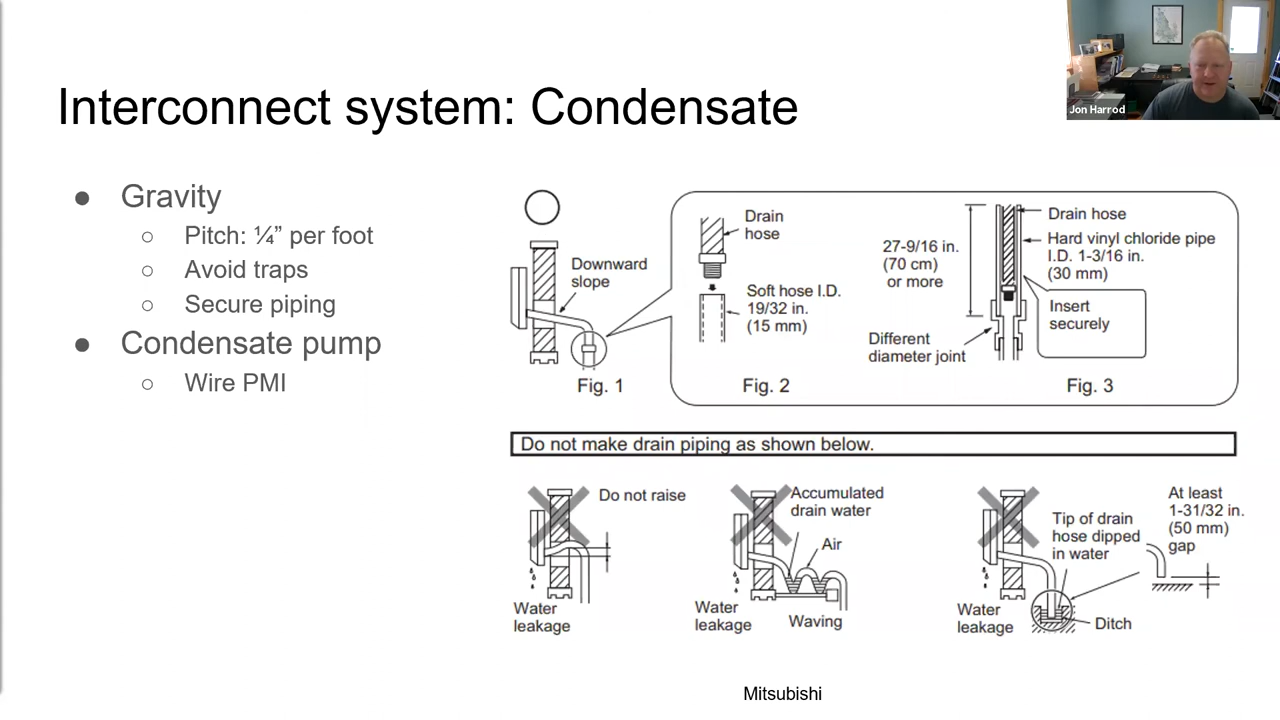 Jon Harrod
Interconnect system: Condensate
● Gravity
○ Pitch: ¼” per foot
○ Avoid traps
○ Secure piping
● Condensate pump
○ Wire PMI
Downward
slope
Fig. 1
Drain
hose
Soft hose I.D.
19/32 in.
(15 mm)
Fig. 2
27-9/16 in.
(70 cm)
or more
Different
diameter joint
Drain hose
Hard vinyl chloride pipe
I.D. 1-3/16 in.
(30 mm)
Insert
securely
Fig. 3
Do not make drain piping as shown below.
Do not raise
Water
leakage
Accumulated
drain water
Air
Water
leakage
Waving
Tip of drain
hose dipped
in water
At least
1-31/32 in.
(50 mm)
gap
Water
leakage
Ditch
Mitsubishi